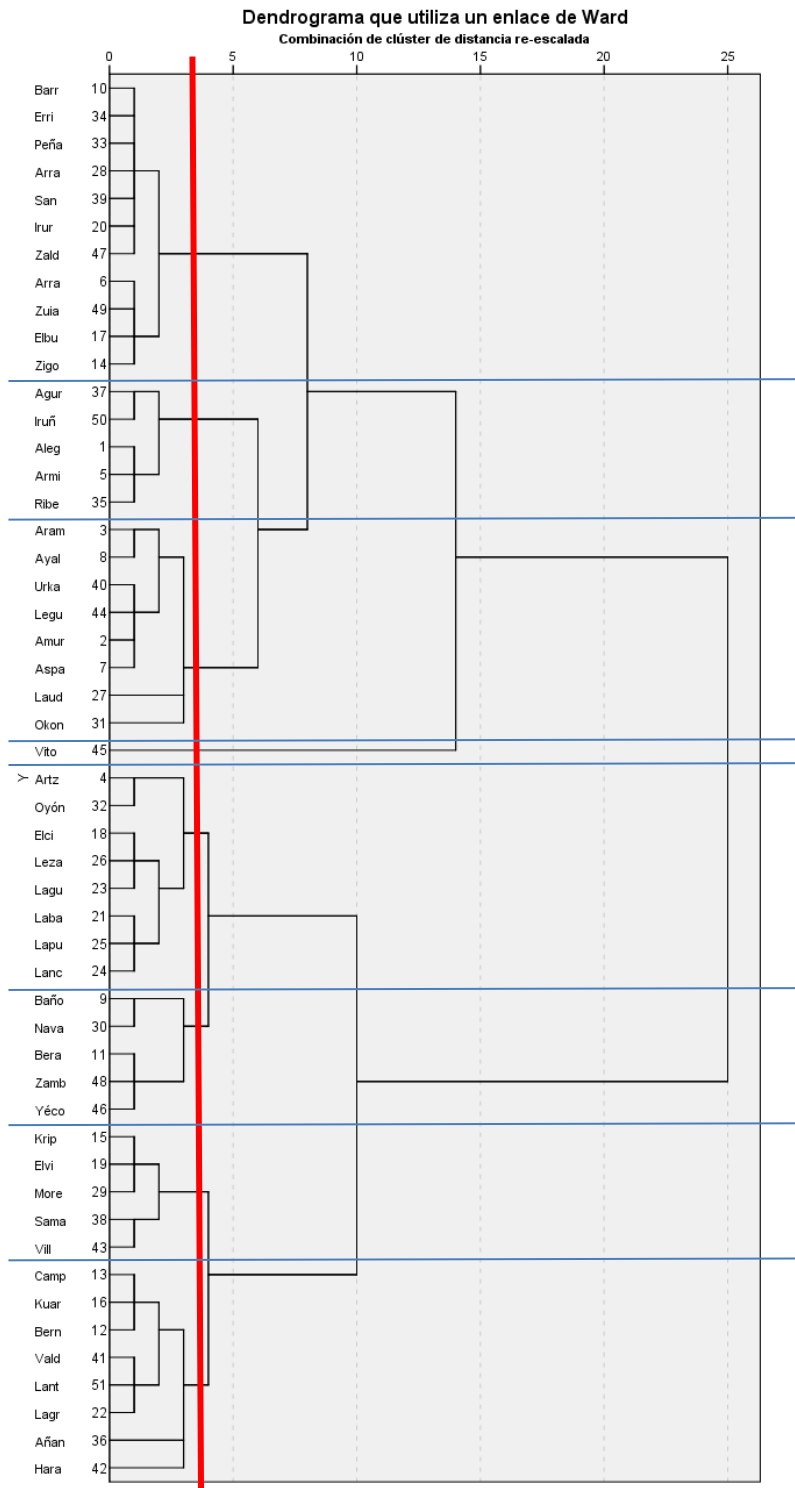 Dendrograma que utiliza un enlace de Ward
Combinación de clúster de distancia re-escalada
0 5 10 15 20 25
Barr 10
Erri 34
Peña 33
Arra 28
San 39
Irur 20
Zald 47
Arra 6
Zuia 49
Elbu 17
Zigo 14
Agur 37
Iruñ 50
Aleg 1
Armi 5
Ribe 35
Aram 3
Ayal 8
Urka 40
Legu 44
Amur 2
Aspa 7
Laud 27
Okon 31
Vito 45
Y Artz 4
Oyón 32
Elci 18
Leza 26
Lagu 23
Laba 21
Lapu 25
Lanc 24
Baño 9
Nava 30
Bera 11
Zamb 48
Yéco 46
Krip 15
Elvi 19
More 29
Sama 38
Vill 43
Camp 13
Kuar 16
Bern 12
Vald 41
Lant 51
Lagr 22
Añan 36
Hara 42